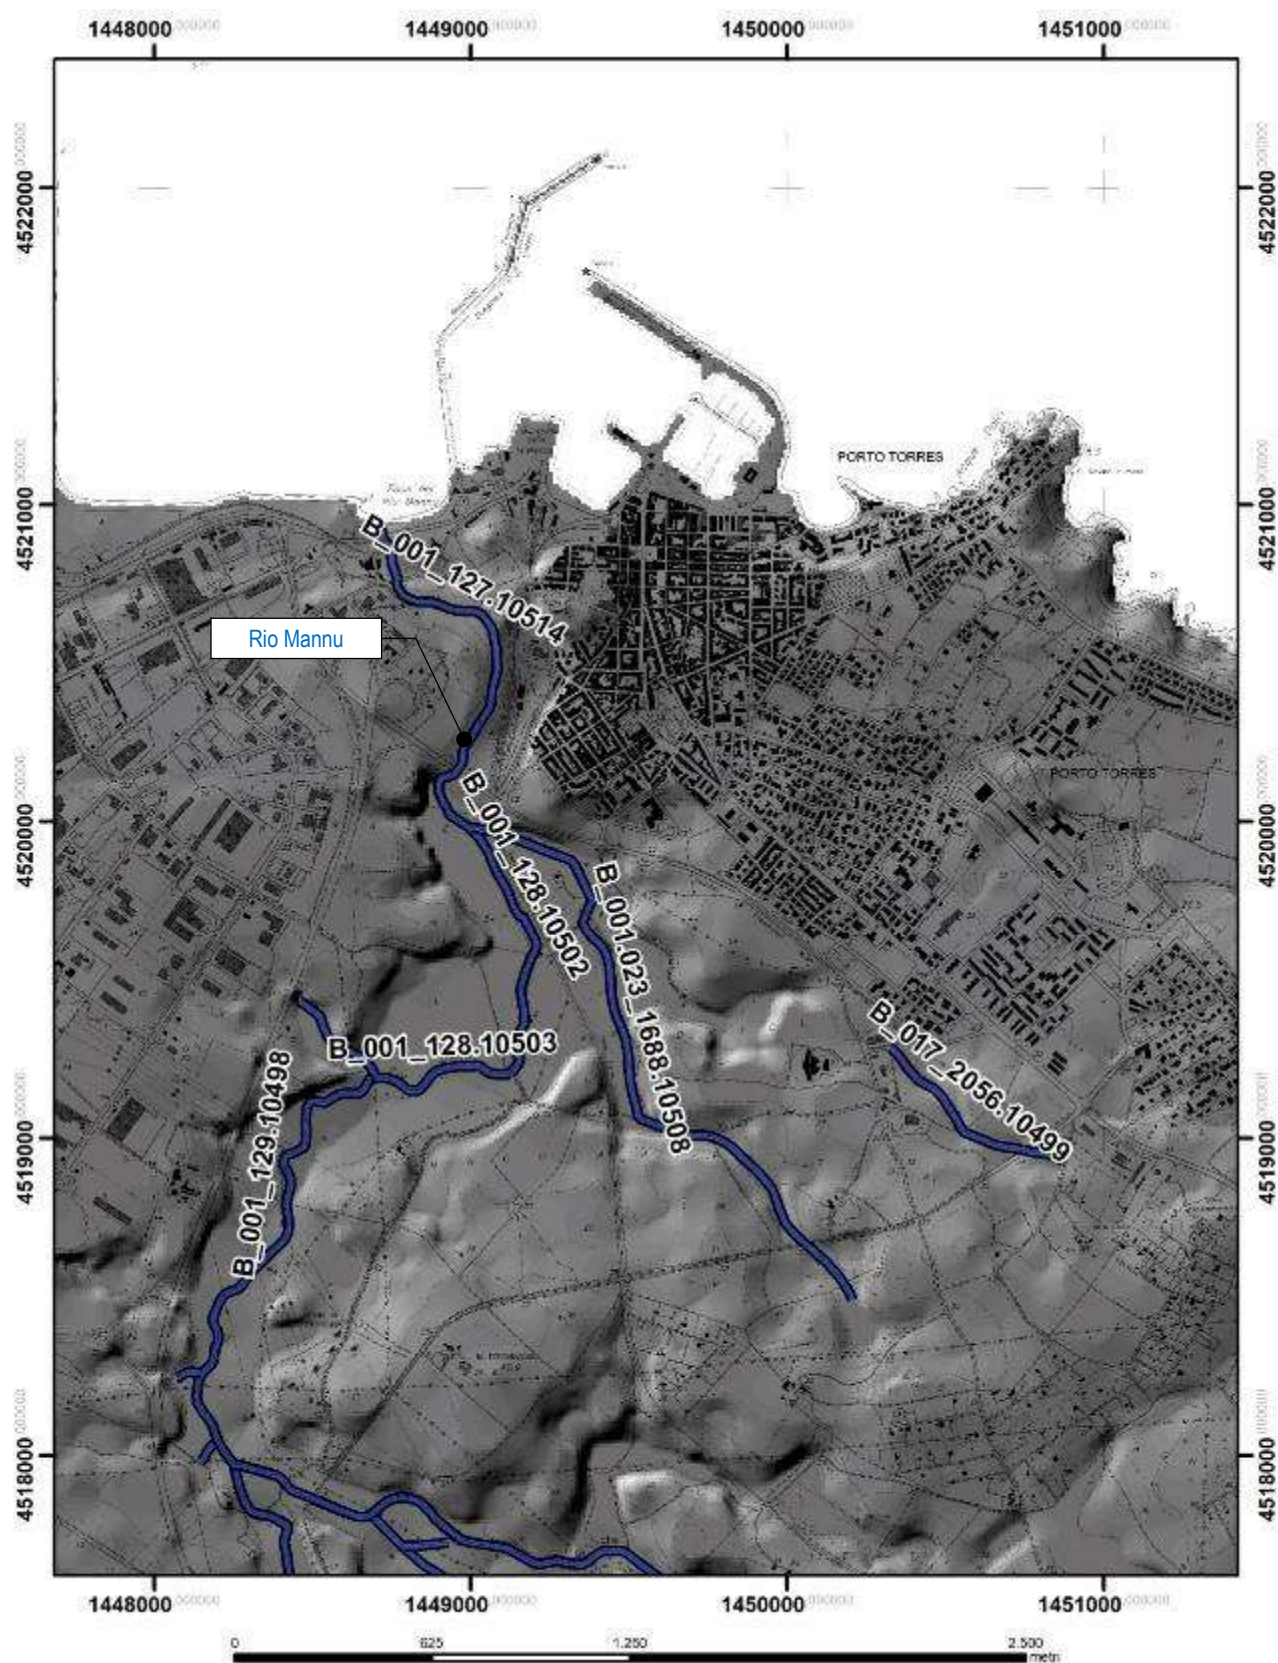 1448000 1449000 1450000 1451000
4522000
4522000
PORTO TORRES
4521000
4521000
B_001_127.10514
Rio Mannu
PORTO TORRES
B_001_128.10502
4520000
4520000
B_001.023_1688.10508
B_017_2056.10499
B_001_128.10503
B_001_129.10498
4519000
4519000
4518000
4518000
1448000 1449000 1450000 1451000
0 625 1.250 2.500
metri